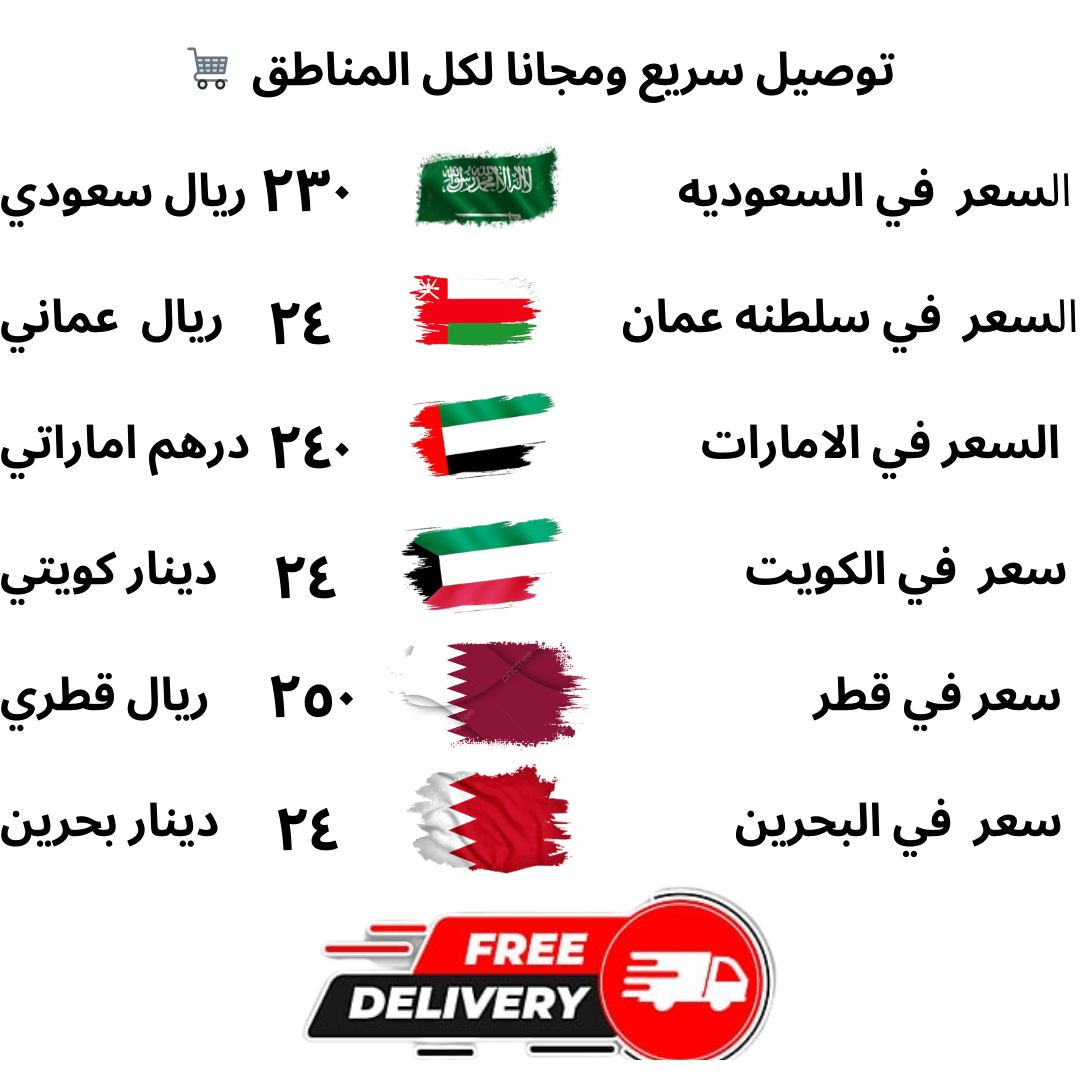 توصيل سريع ومجانا لكل المناطق
السعر في السعوديه ٢٣٠ ريال سعودي
السعر في سلطنه عمان ٢٤ ريال عماني
السعر في الامارات ٢٤٠ درهم اماراتي
سعر في الكويت ٢٤ دينار كويتي
سعر في قطر ٢٥٠ ريال قطري
سعر في البحرين ٢٤ دينار بحرين
FREE
DELIVERY